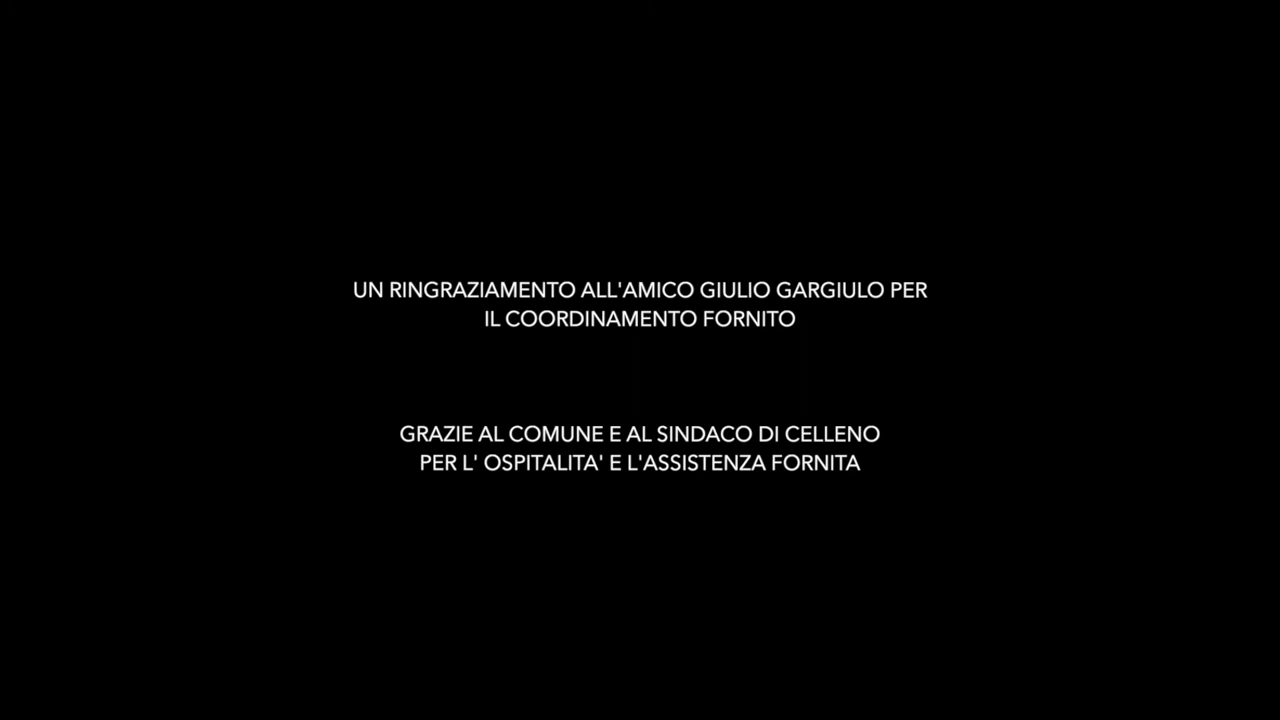 UN RINGRAZIAMENTO ALL'AMICO GIULIO GARGIULO PER
IL COORDINAMENTO FORNITO
GRAZIE AL COMUNE E AL SINDACO DI CELLENO
PER L' OSPITALITA' E L'ASSISTENZA FORNITA